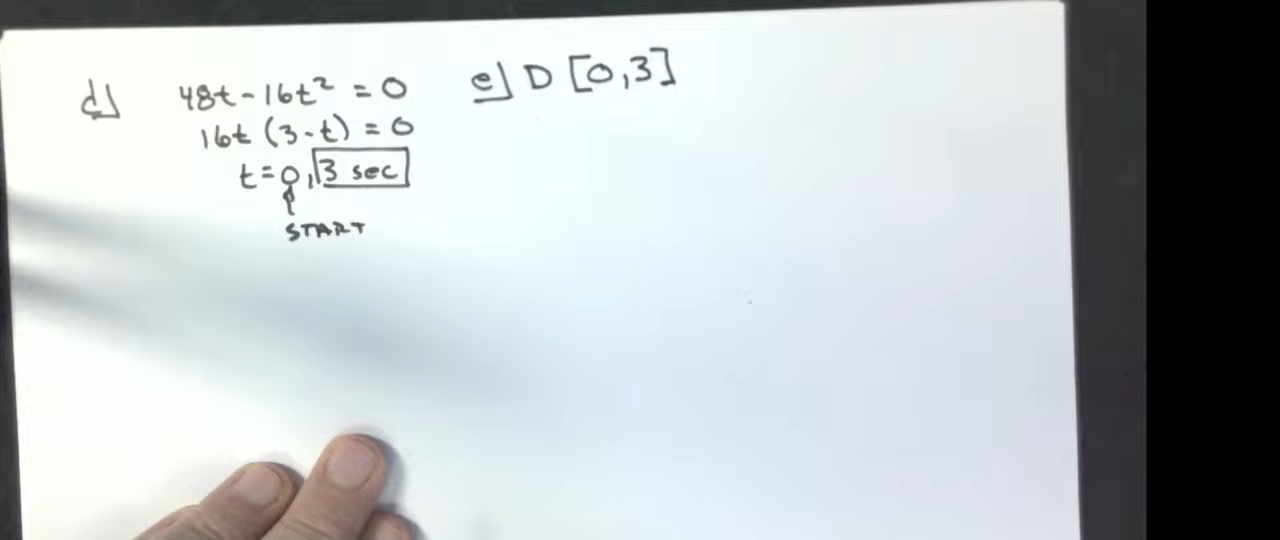 d) 48t - 16t² = 0
16t (3 - t) = 0
t = 0, 3 sec
START
e) D [0,3]